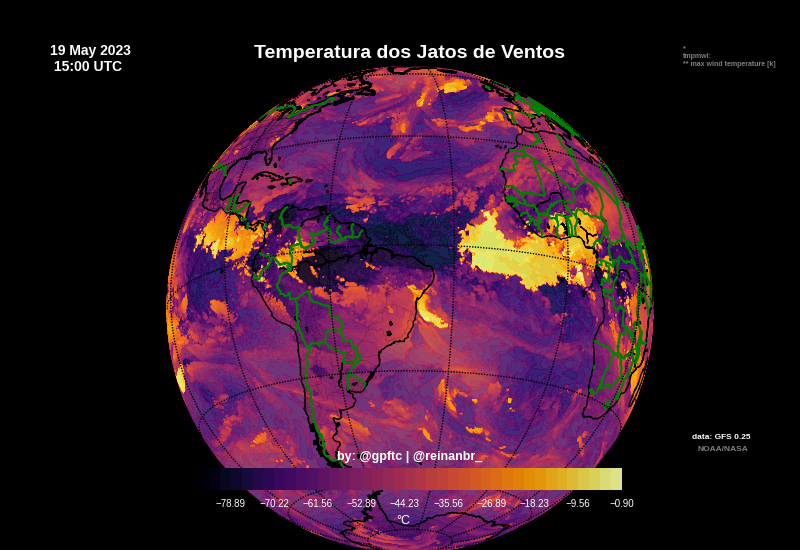 19 May 2023
15:00 UTC
Temperatura dos Jatos de Ventos
*
tmpmwl:
** max wind temperature [k]
data: GFS 0.25
NOAA/NASA
by: @gpftc | @reinanbr_
−78.89 −70.22 −61.56 −52.89 −44.23 −35.56 −26.89 −18.23 −9.56 −0.90
°C